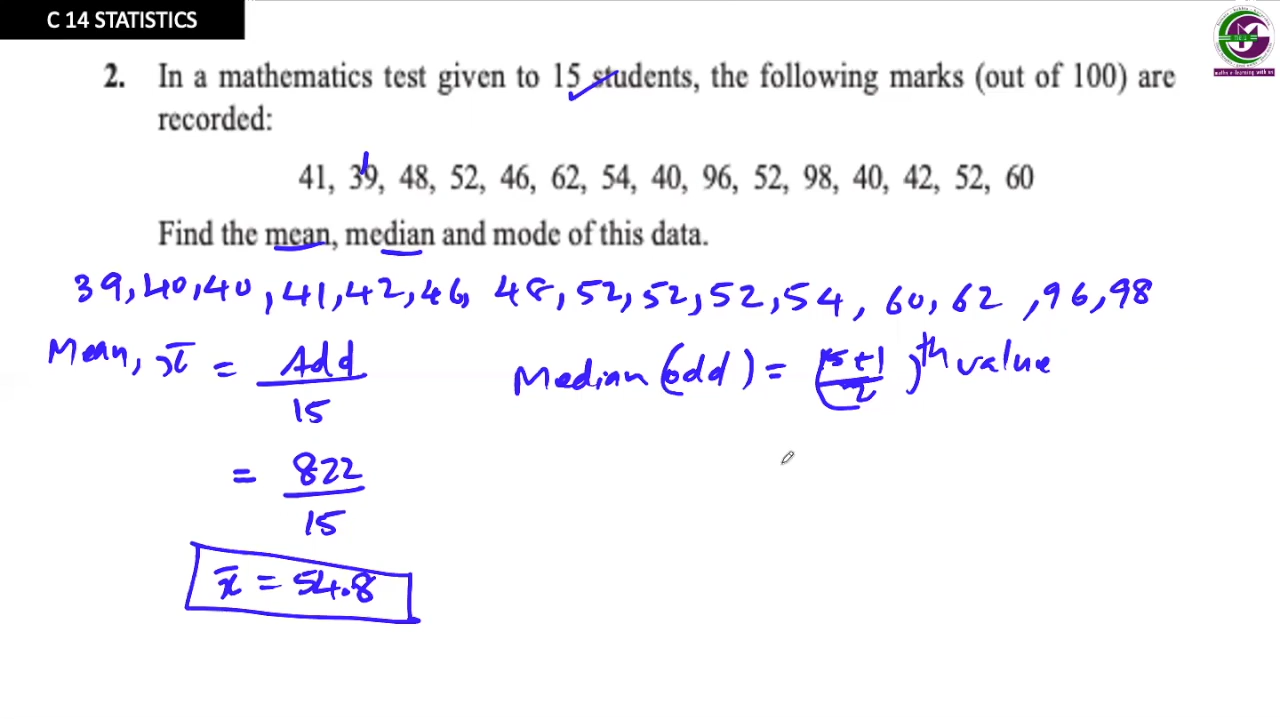 C 14 STATISTICS
2. In a mathematics test given to 15 students, the following marks (out of 100) are
recorded:
41, 39, 48, 52, 46, 62, 54, 40, 96, 52, 98, 40, 42, 52, 60
Find the mean, median and mode of this data.
39, 40, 40, 41, 42, 46, 48, 52, 52, 52, 54, 60, 62, 96, 98
Mean, x̄ = Add/15
Median (odd) = (15+1/2)th value
= 822/15
x̄ = 54.8